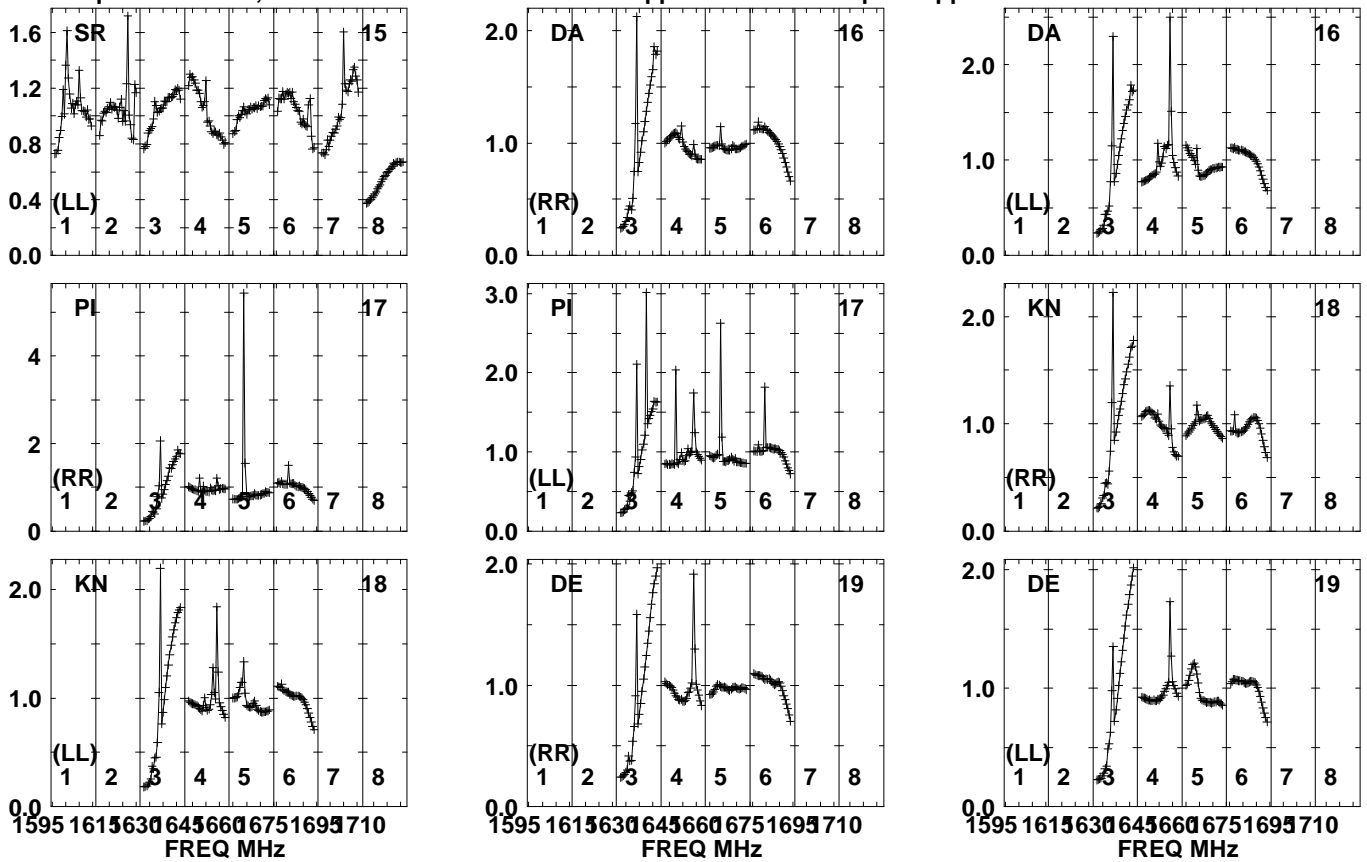 1.6 SR 15
1.2
0.8
0.4
(LL)
1 2 3 4 5 6 7 8
0.0
2.0 DA 16
1.0
(RR)
1 2 3 4 5 6 7 8
0.0
DA 16
2.0
1.0
(LL)
1 2 3 4 5 6 7 8
0.0
PI 17
4
2
(RR)
1 2 3 4 5 6 7 8
0
3.0 PI 17
2.0
1.0
(LL)
1 2 3 4 5 6 7 8
0.0
KN 18
2.0
1.0
(RR)
1 2 3 4 5 6 7 8
0.0
KN 18
2.0
1.0
(LL)
1 2 3 4 5 6 7 8
0.0
1595 1615 1630 1645 1660 1675 1695 1710
FREQ MHz
2.0 DE 19
1.0
(RR)
1 2 3 4 5 6 7 8
0.0
1595 1615 1630 1645 1660 1675 1695 1710
FREQ MHz
2.0 DE 19
1.0
(LL)
1 2 3 4 5 6 7 8
0.0
1595 1615 1630 1645 1660 1675 1695 1710
FREQ MHz